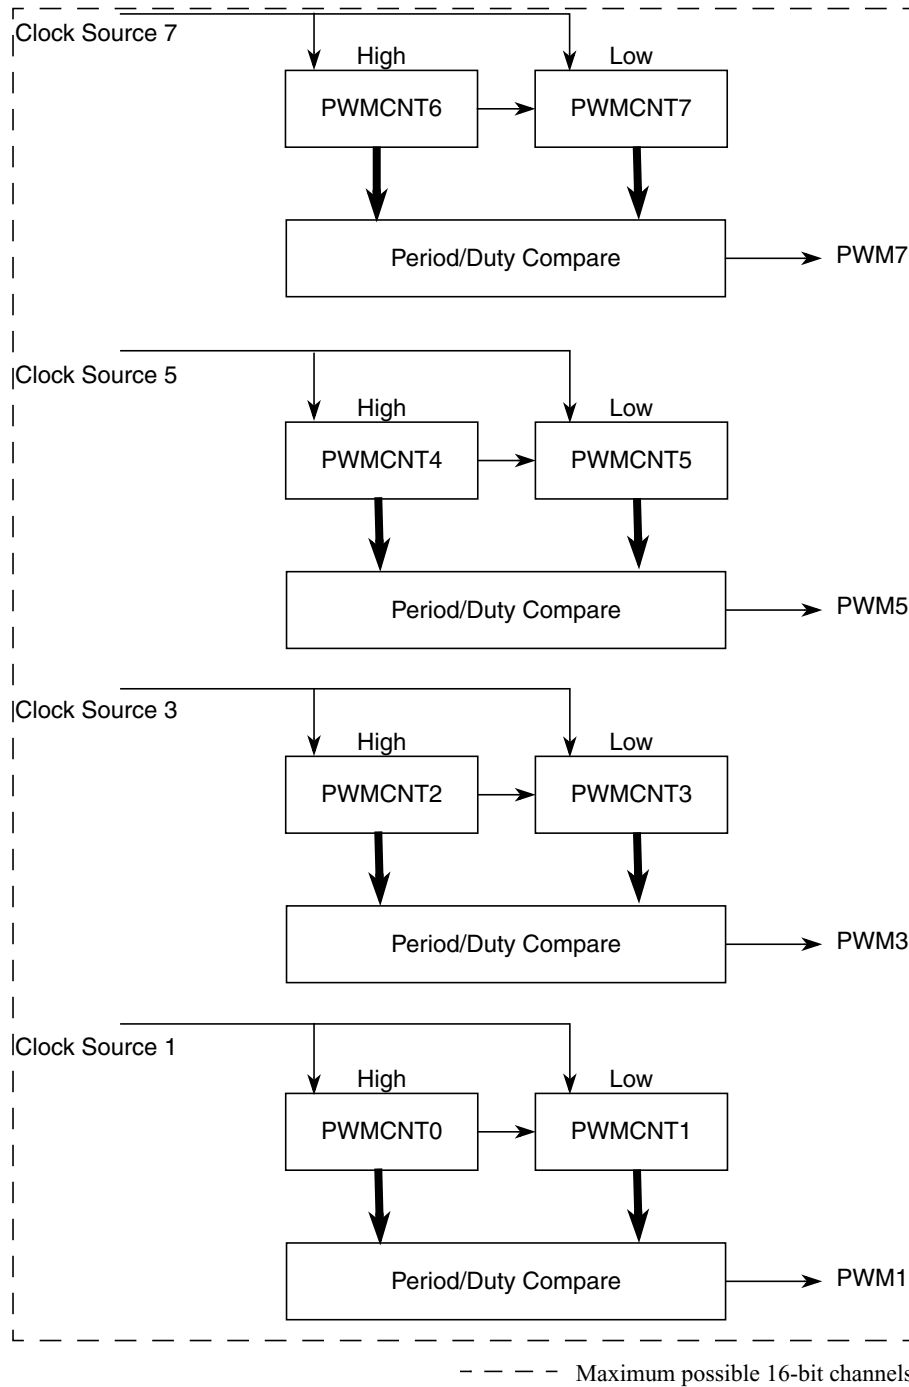 Clock Source 7
High Low
PWMCNT6 PWMCNT7
Period/Duty Compare PWM7
Clock Source 5
High Low
PWMCNT4 PWMCNT5
Period/Duty Compare PWM5
Clock Source 3
High Low
PWMCNT2 PWMCNT3
Period/Duty Compare PWM3
Clock Source 1
High Low
PWMCNT0 PWMCNT1
Period/Duty Compare PWM1
Maximum possible 16-bit channels